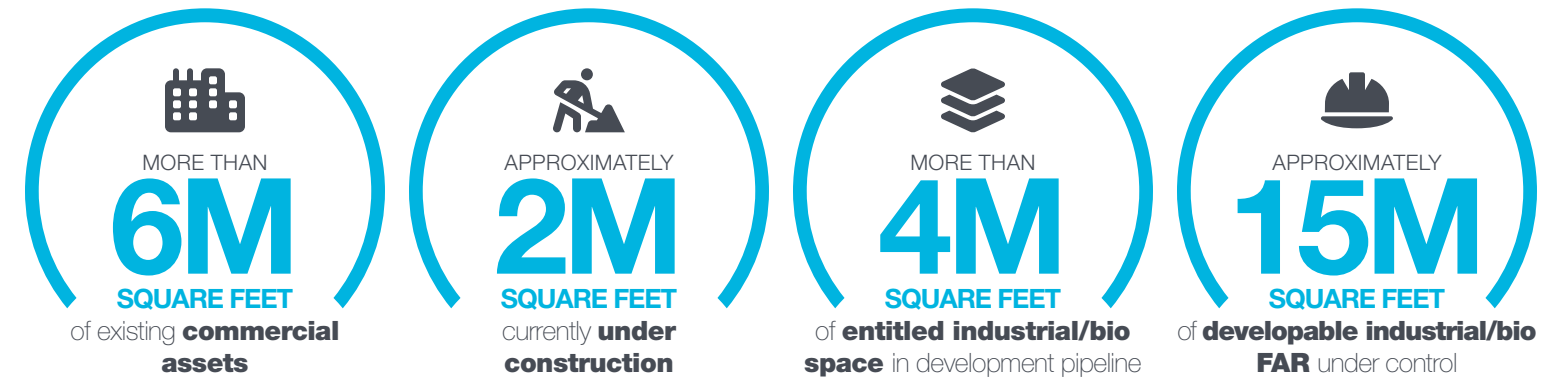 MORE THAN
6M
SQUARE FEET
of existing commercial
assets
APPROXIMATELY
2M
SQUARE FEET
currently under
construction
MORE THAN
4M
SQUARE FEET
of entitled industrial/bio
space in development pipeline
APPROXIMATELY
15M
SQUARE FEET
of developable industrial/bio
FAR under control